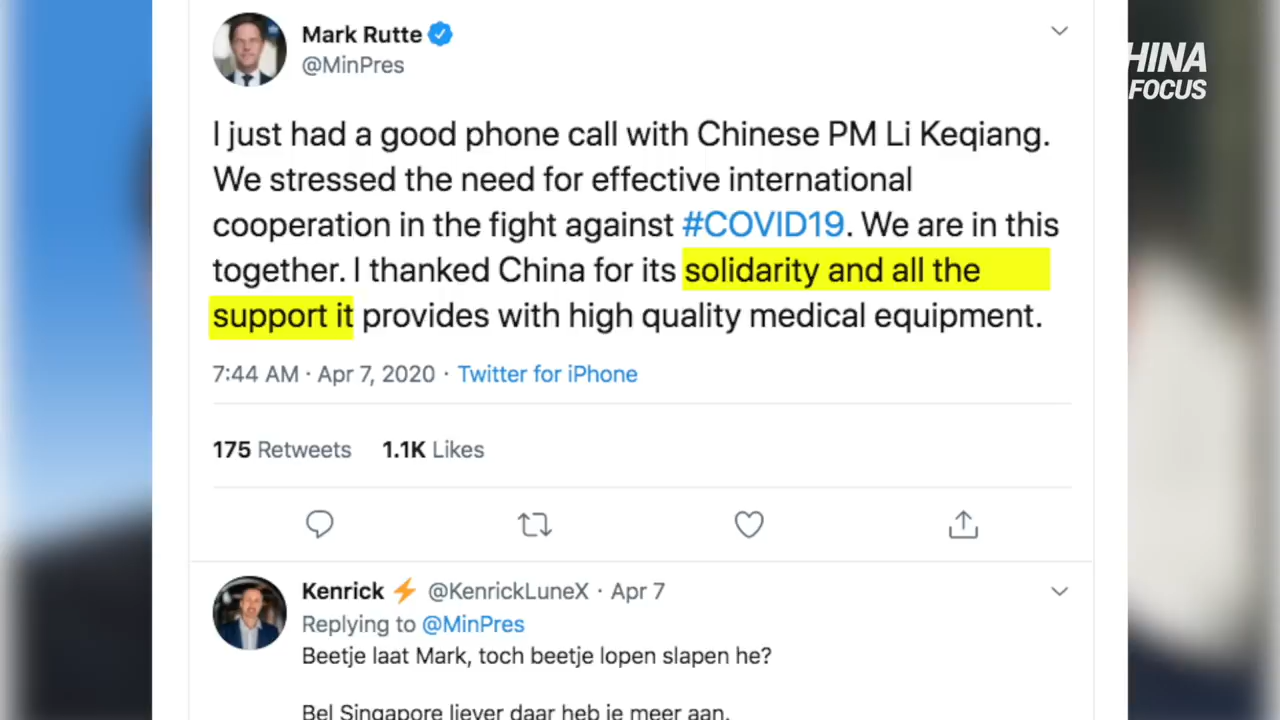 Mark Rutte
@MinPres
HINA
FOCUS
I just had a good phone call with Chinese PM Li Keqiang.
We stressed the need for effective international
cooperation in the fight against #COVID19. We are in this
together. I thanked China for its solidarity and all the
support it provides with high quality medical equipment.
7:44 AM · Apr 7, 2020 · Twitter for iPhone
175 Retweets 1.1K Likes
Kenrick ⚡ @KenrickLuneX · Apr 7
Replying to @MinPres
Beetje laat Mark, toch beetje lopen slapen he?
Bel Singapore liever daar heb je meer aan.